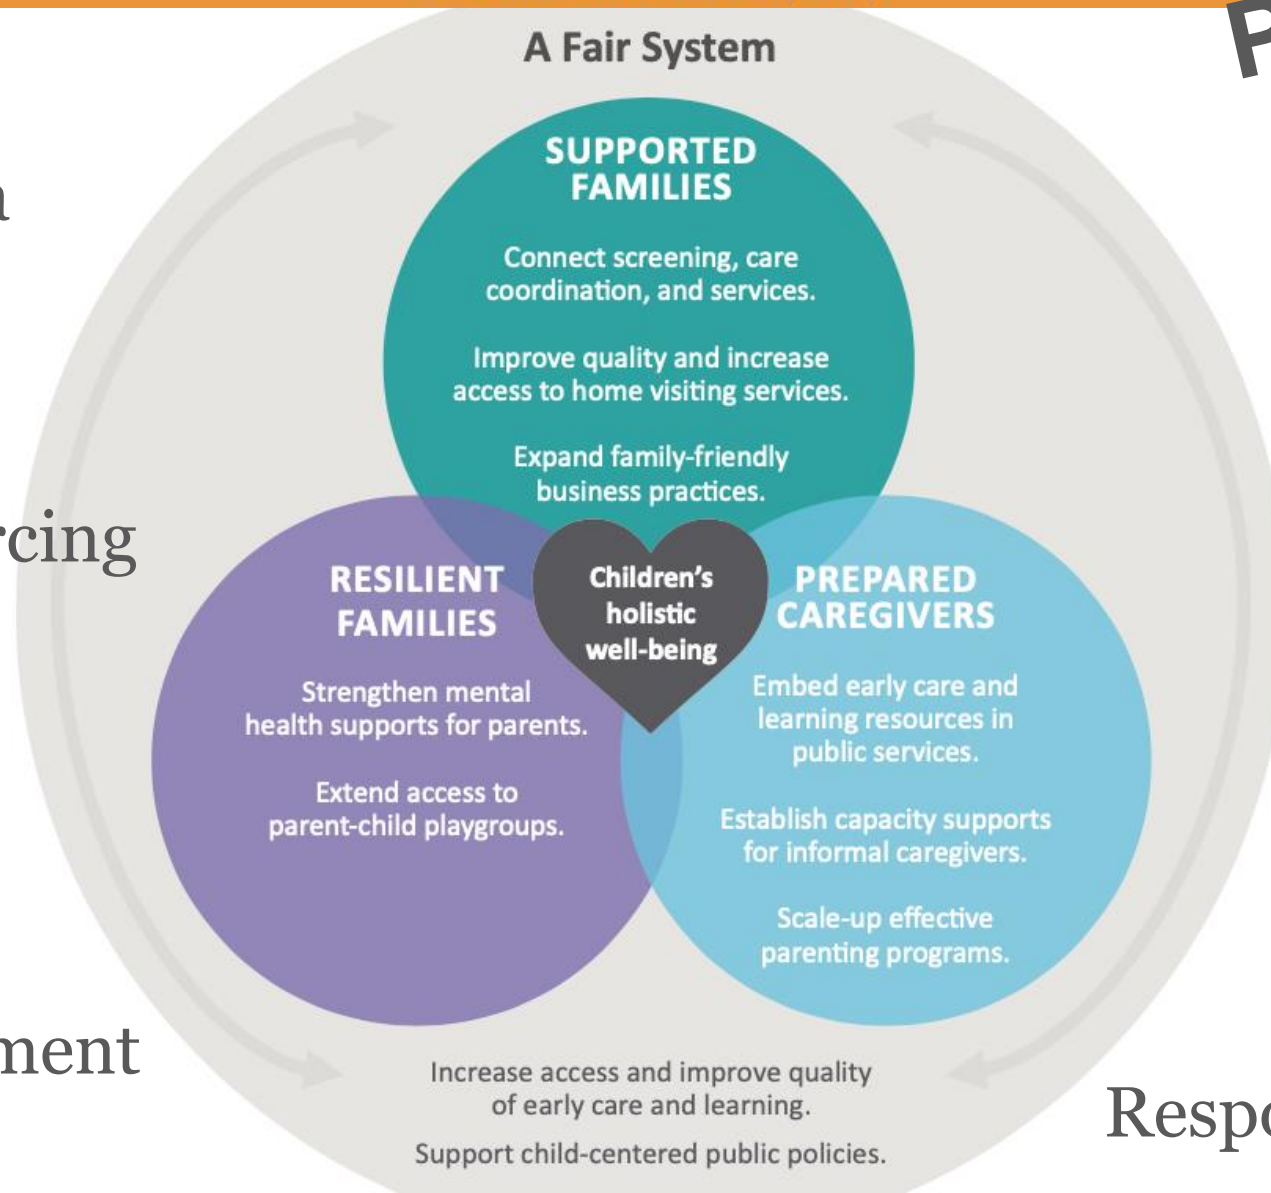 A Fair System
SUPPORTED
FAMILIES
Connect screening, care
coordination, and services.
Improve quality and increase
access to home visiting services.
Expand family-friendly
business practices.
RESILIENT
FAMILIES
Strengthen mental
health supports for parents.
Extend access to
parent-child playgroups.
Children's
holistic
well-being
PREPARED
CAREGIVERS
Embed early care and
learning resources in
public services.
Establish capacity supports
for informal caregivers.
Scale-up effective
parenting programs.
Increase access and improve quality
of early care and learning.
Support child-centered public policies.